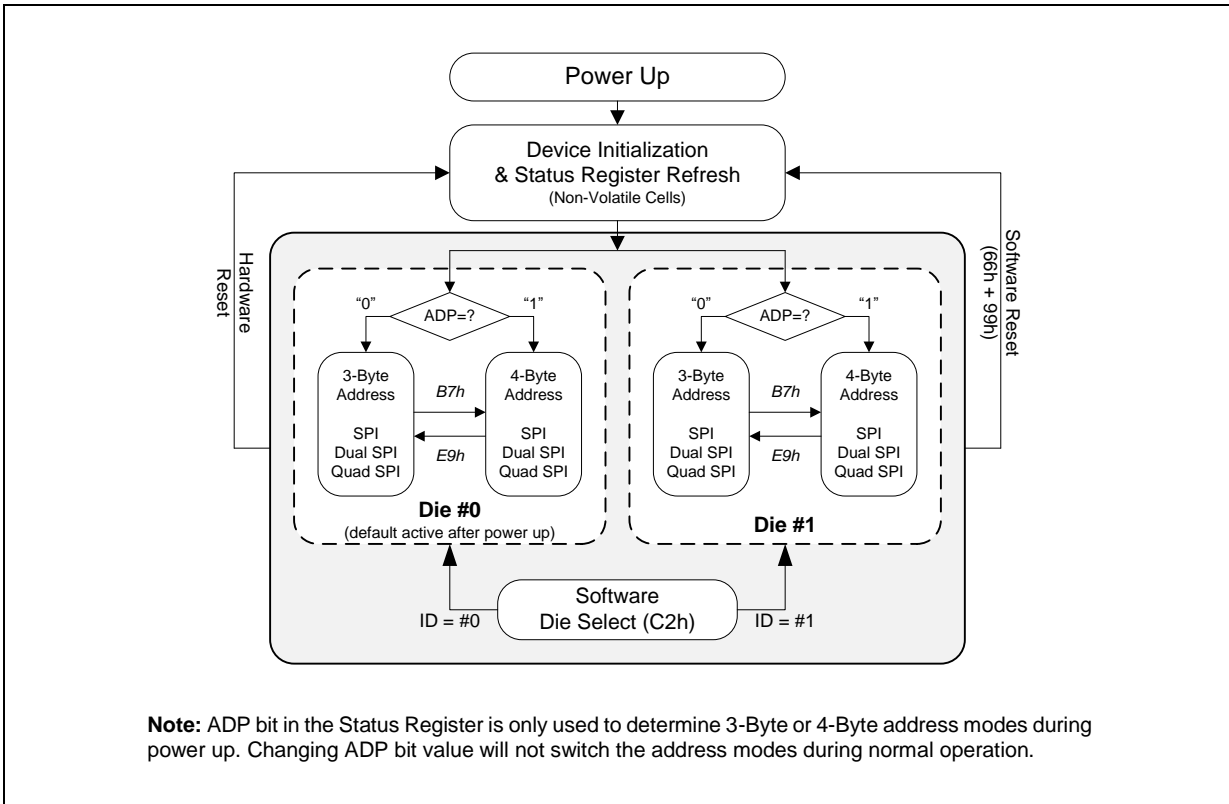 Power Up
Device Initialization
& Status Register Refresh
(Non-Volatile Cells)
Hardware
Reset
Software Reset
(66h + 99h)
“0”
ADP=?
“1”
3-Byte
Address
SPI
Dual SPI
Quad SPI
B7h
E9h
4-Byte
Address
SPI
Dual SPI
Quad SPI
Die #0
(default active after power up)
“0”
ADP=?
“1”
3-Byte
Address
SPI
Dual SPI
Quad SPI
B7h
E9h
4-Byte
Address
SPI
Dual SPI
Quad SPI
Die #1
ID = #0
Software
Die Select (C2h)
ID = #1
Note: ADP bit in the Status Register is only used to determine 3-Byte or 4-Byte address modes during
power up. Changing ADP bit value will not switch the address modes during normal operation.